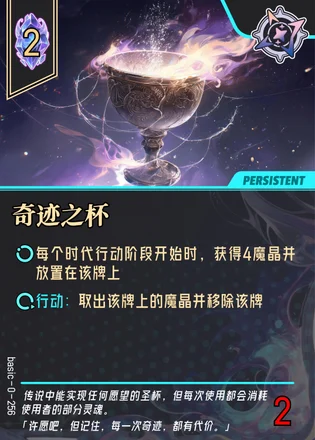 2
PERSISTENT
奇迹之杯
每个时代行动阶段开始时，获得4魔晶并
放置在该牌上
行动：取出该牌上的魔晶并移除该牌
basic-0-256
传说中能实现任何愿望的圣杯，但每次使用都会消耗
使用者的部分灵魂。
「许愿吧，但记住，每一次奇迹，都有代价。」
2